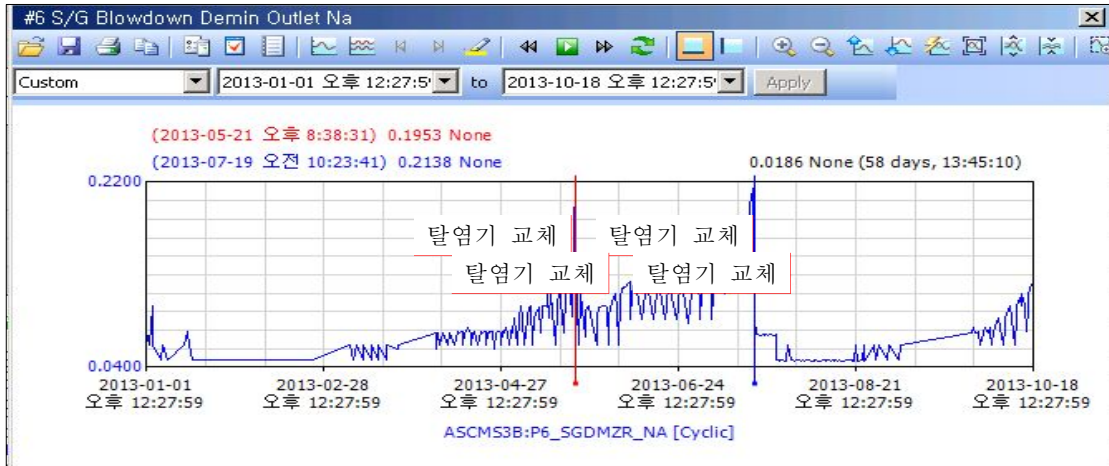 #6 S/G Blowdown Demin Outlet Na
Custom 2013-01-01 오후 12:27:5 to 2013-10-18 오후 12:27:5 Apply
(2013-05-21 오후 8:38:31) 0.1953 None
(2013-07-19 오전 10:23:41) 0.2138 None 0.0186 None (58 days, 13:45:10)
0.2200
탈염기 교체 탈염기 교체
탈염기 교체 탈염기 교체
0.0400
2013-01-01 2013-02-28 2013-04-27 2013-06-24 2013-08-21 2013-10-18
오후 12:27:59 오후 12:27:59 오후 12:27:59 오후 12:27:59 오후 12:27:59 오후 12:27:59
ASCMS3B:P6_SGDMZR_NA [Cyclic]